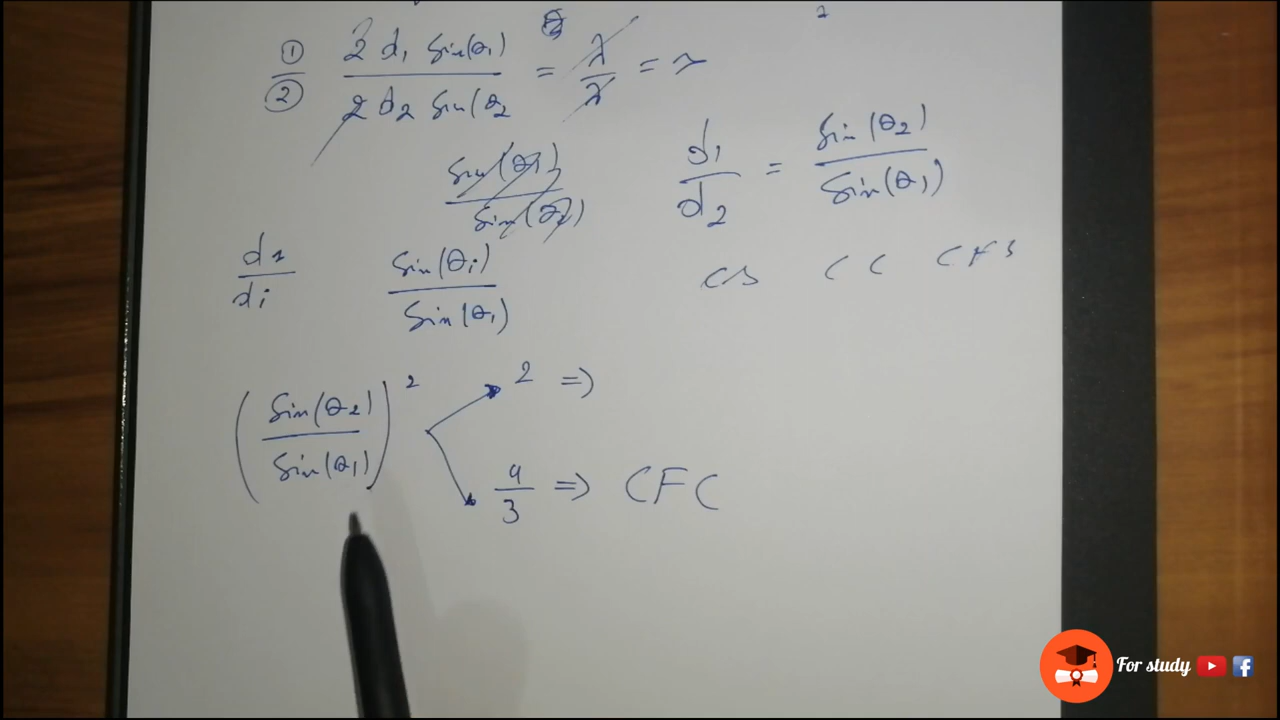 ① / ② 2 d1 Sin(θ1) / 2 d2 Sin(θ2 = λ / λ = 1
Sin(θ1) / Sin(θ2)
d1 / d2 = Sin(θ2) / Sin(θ1)
d1 / di Sin(θi) / Sin(θ1)
CS CC CFS
(Sin(θ2) / Sin(θ1))² 2 =>
4/3 => CFC
For study